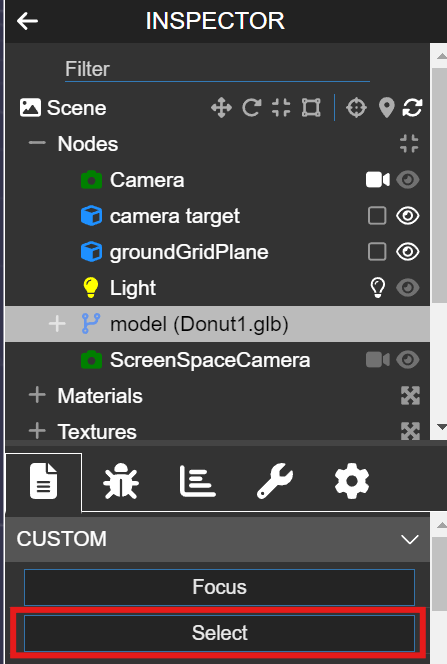 INSPECTOR
Filter
Scene
Nodes
Camera
camera target
groundGridPlane
Light
model (Donut1.glb)
ScreenSpaceCamera
Materials
Textures
CUSTOM
Focus
Select